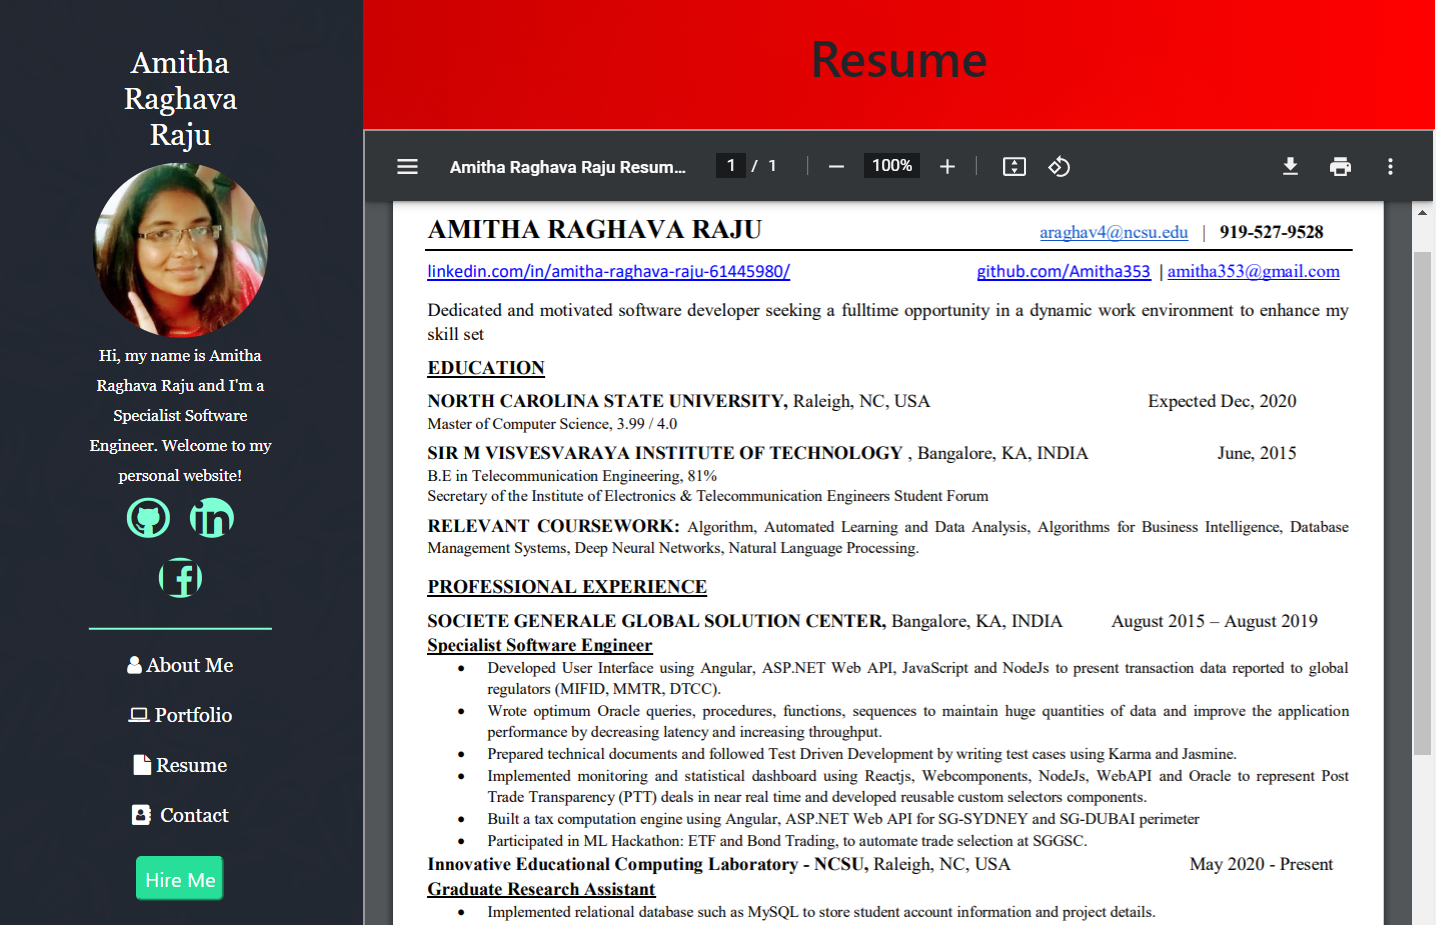 Amitha
Raghava
Raju
Hi, my name is Amitha
Raghava Raju and I'm a
Specialist Software
Engineer. Welcome to my
personal website!
in
f
About Me
Portfolio
Resume
Contact
Hire Me
Resume
Amitha Raghava Raju Resum... 1 / 1 100%
AMITHA RAGHAVA RAJU araghav4@ncsu.edu | 919-527-9528
linkedin.com/in/amitha-raghava-raju-61445980/ github.com/Amitha353 | amitha353@gmail.com
Dedicated and motivated software developer seeking a fulltime opportunity in a dynamic work environment to enhance my
skill set
EDUCATION
NORTH CAROLINA STATE UNIVERSITY, Raleigh, NC, USA Expected Dec, 2020
Master of Computer Science, 3.99 / 4.0
SIR M VISVESVARAYA INSTITUTE OF TECHNOLOGY , Bangalore, KA, INDIA June, 2015
B.E in Telecommunication Engineering, 81%
Secretary of the Institute of Electronics & Telecommunication Engineers Student Forum
RELEVANT COURSEWORK: Algorithm, Automated Learning and Data Analysis, Algorithms for Business Intelligence, Database
Management Systems, Deep Neural Networks, Natural Language Processing.
PROFESSIONAL EXPERIENCE
SOCIETE GENERALE GLOBAL SOLUTION CENTER, Bangalore, KA, INDIA August 2015 – August 2019
Specialist Software Engineer
• Developed User Interface using Angular, ASP.NET Web API, JavaScript and NodeJs to present transaction data reported to global
regulators (MIFID, MMTR, DTCC).
• Wrote optimum Oracle queries, procedures, functions, sequences to maintain huge quantities of data and improve the application
performance by decreasing latency and increasing throughput.
• Prepared technical documents and followed Test Driven Development by writing test cases using Karma and Jasmine.
• Implemented monitoring and statistical dashboard using Reactjs, Webcomponents, NodeJs, WebAPI and Oracle to represent Post
Trade Transparency (PTT) deals in near real time and developed reusable custom selectors components.
• Built a tax computation engine using Angular, ASP.NET Web API for SG-SYDNEY and SG-DUBAI perimeter
• Participated in ML Hackathon: ETF and Bond Trading, to automate trade selection at SGGSC.
Innovative Educational Computing Laboratory - NCSU, Raleigh, NC, USA May 2020 - Present
Graduate Research Assistant
• Implemented relational database such as MySQL to store student account information and project details.